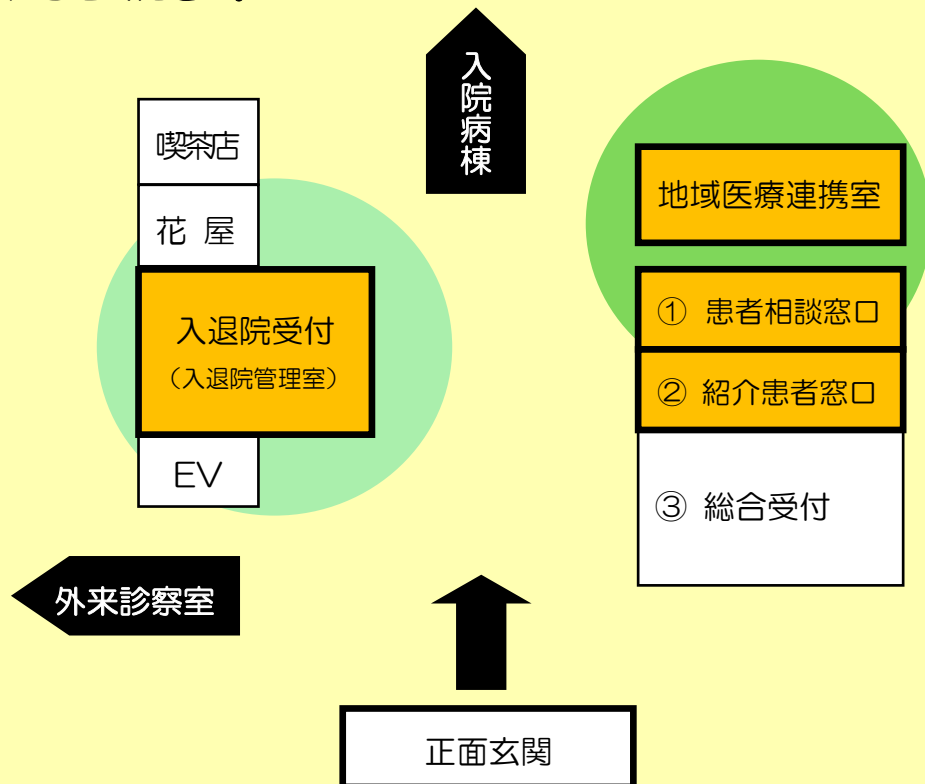 入院病棟
喫茶店
花 屋
入退院受付
（入退院管理室）
EV
地域医療連携室
① 患者相談窓口
② 紹介患者窓口
③ 総合受付
外来診察室
正面玄関